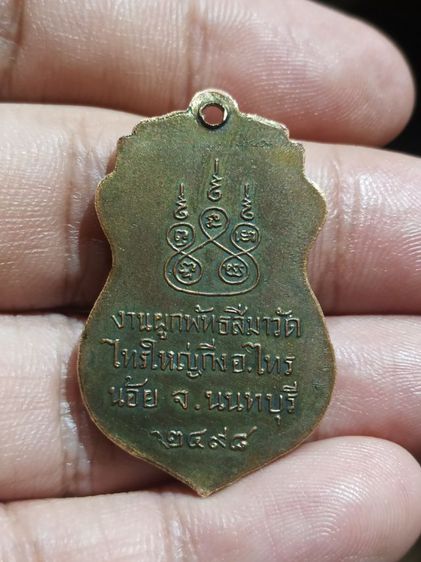 งานผูกพัทธสีมาวัด
ไทรใหญ่กิ่งอ.ไทร
น้อย จ.นนทบุรี
๒๔๙๘